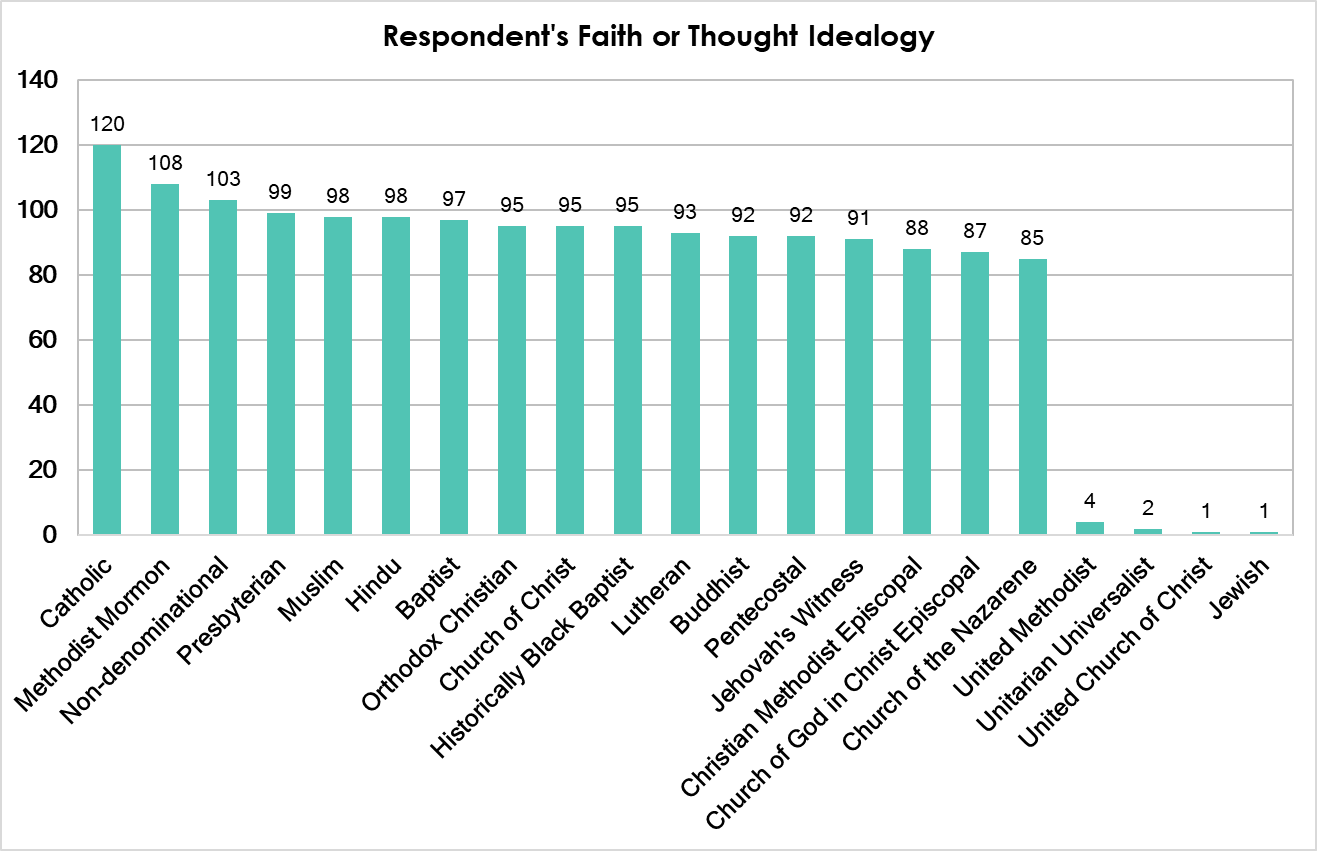 Respondent's Faith or Thought Idealogy
140
120
100
80
60
40
20
0
120
108
103
99
98
98
97
95
95
95
93
92
92
91
88
87
85
4
2
1
1
Catholic
Methodist Mormon
Non-denominational
Presbyterian
Muslim
Hindu
Baptist
Orthodox Christian
Church of Christ
Historically Black Baptist
Lutheran
Buddhist
Pentecostal
Jehovah's Witness
Christian Methodist Episcopal
Church of God in Christ Episcopal
Church of the Nazarene
United Methodist
Unitarian Universalist
United Church of Christ
Jewish